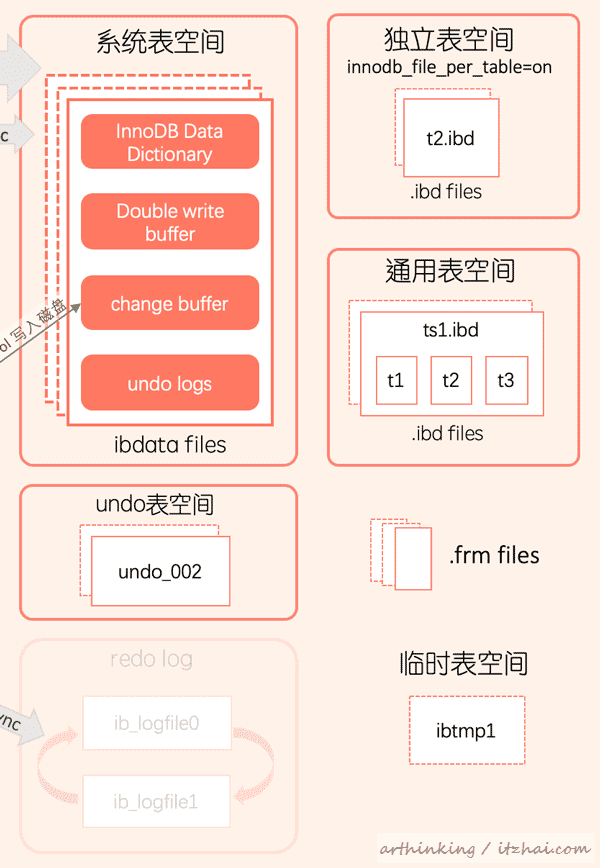 系统表空间
InnoDB Data
Dictionary
Double write
buffer
change buffer
undo logs
ibdata files
独立表空间
innodb_file_per_table=on
t2.ibd
.ibd files
通用表空间
ts1.ibd
t1
t2
t3
.ibd files
c
ol 写入磁盘
undo表空间
undo_002
.frm files
redo log
ib_logfile0
ib_logfile1
ync
临时表空间
ibtmp1
arthinking / itzhai.com